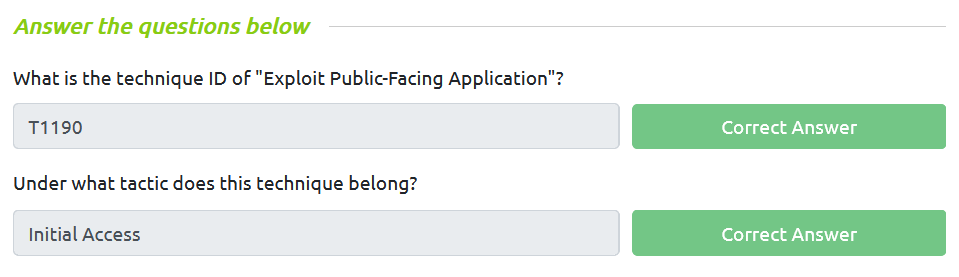 Answer the questions below
What is the technique ID of "Exploit Public-Facing Application"?
T1190
Correct Answer
Under what tactic does this technique belong?
Initial Access
Correct Answer